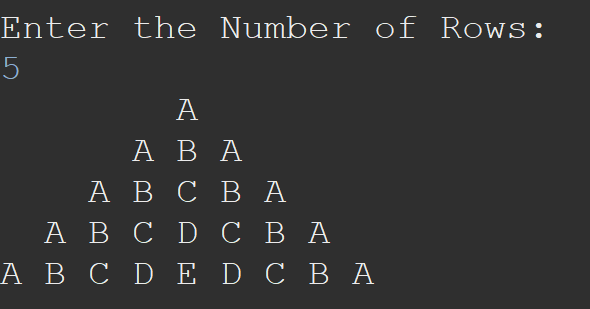 Enter the Number of Rows:
5
        A
      A B A
    A B C B A
  A B C D C B A
A B C D E D C B A